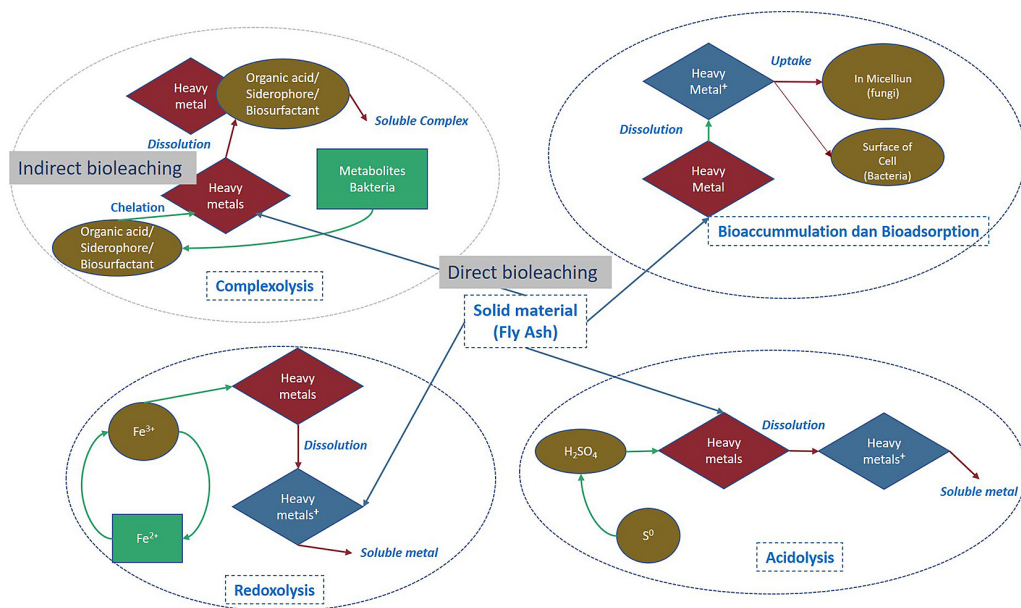 Heavy
metal
Organic acid/
Siderophore/
Biosurfactant
Soluble Complex
Dissolution
Indirect bioleaching
Heavy
metals
Metabolites
Bakteria
Chelation
Organic acid/
Siderophore/
Biosurfactant
Complexolysis
Heavy
Metal⁺
Uptake
In Micelliun
(fungi)
Dissolution
Surface of
Cell
(Bacteria)
Heavy
Metal
Bioaccummulation dan Bioadsorption
Direct bioleaching
Solid material
(Fly Ash)
Heavy
metals
Fe³⁺
Dissolution
Heavy
metals⁺
Fe²⁺
Soluble metal
Redoxolysis
H₂SO₄
Heavy
metals
Dissolution
Heavy
metals⁺
Soluble metal
S⁰
Acidolysis